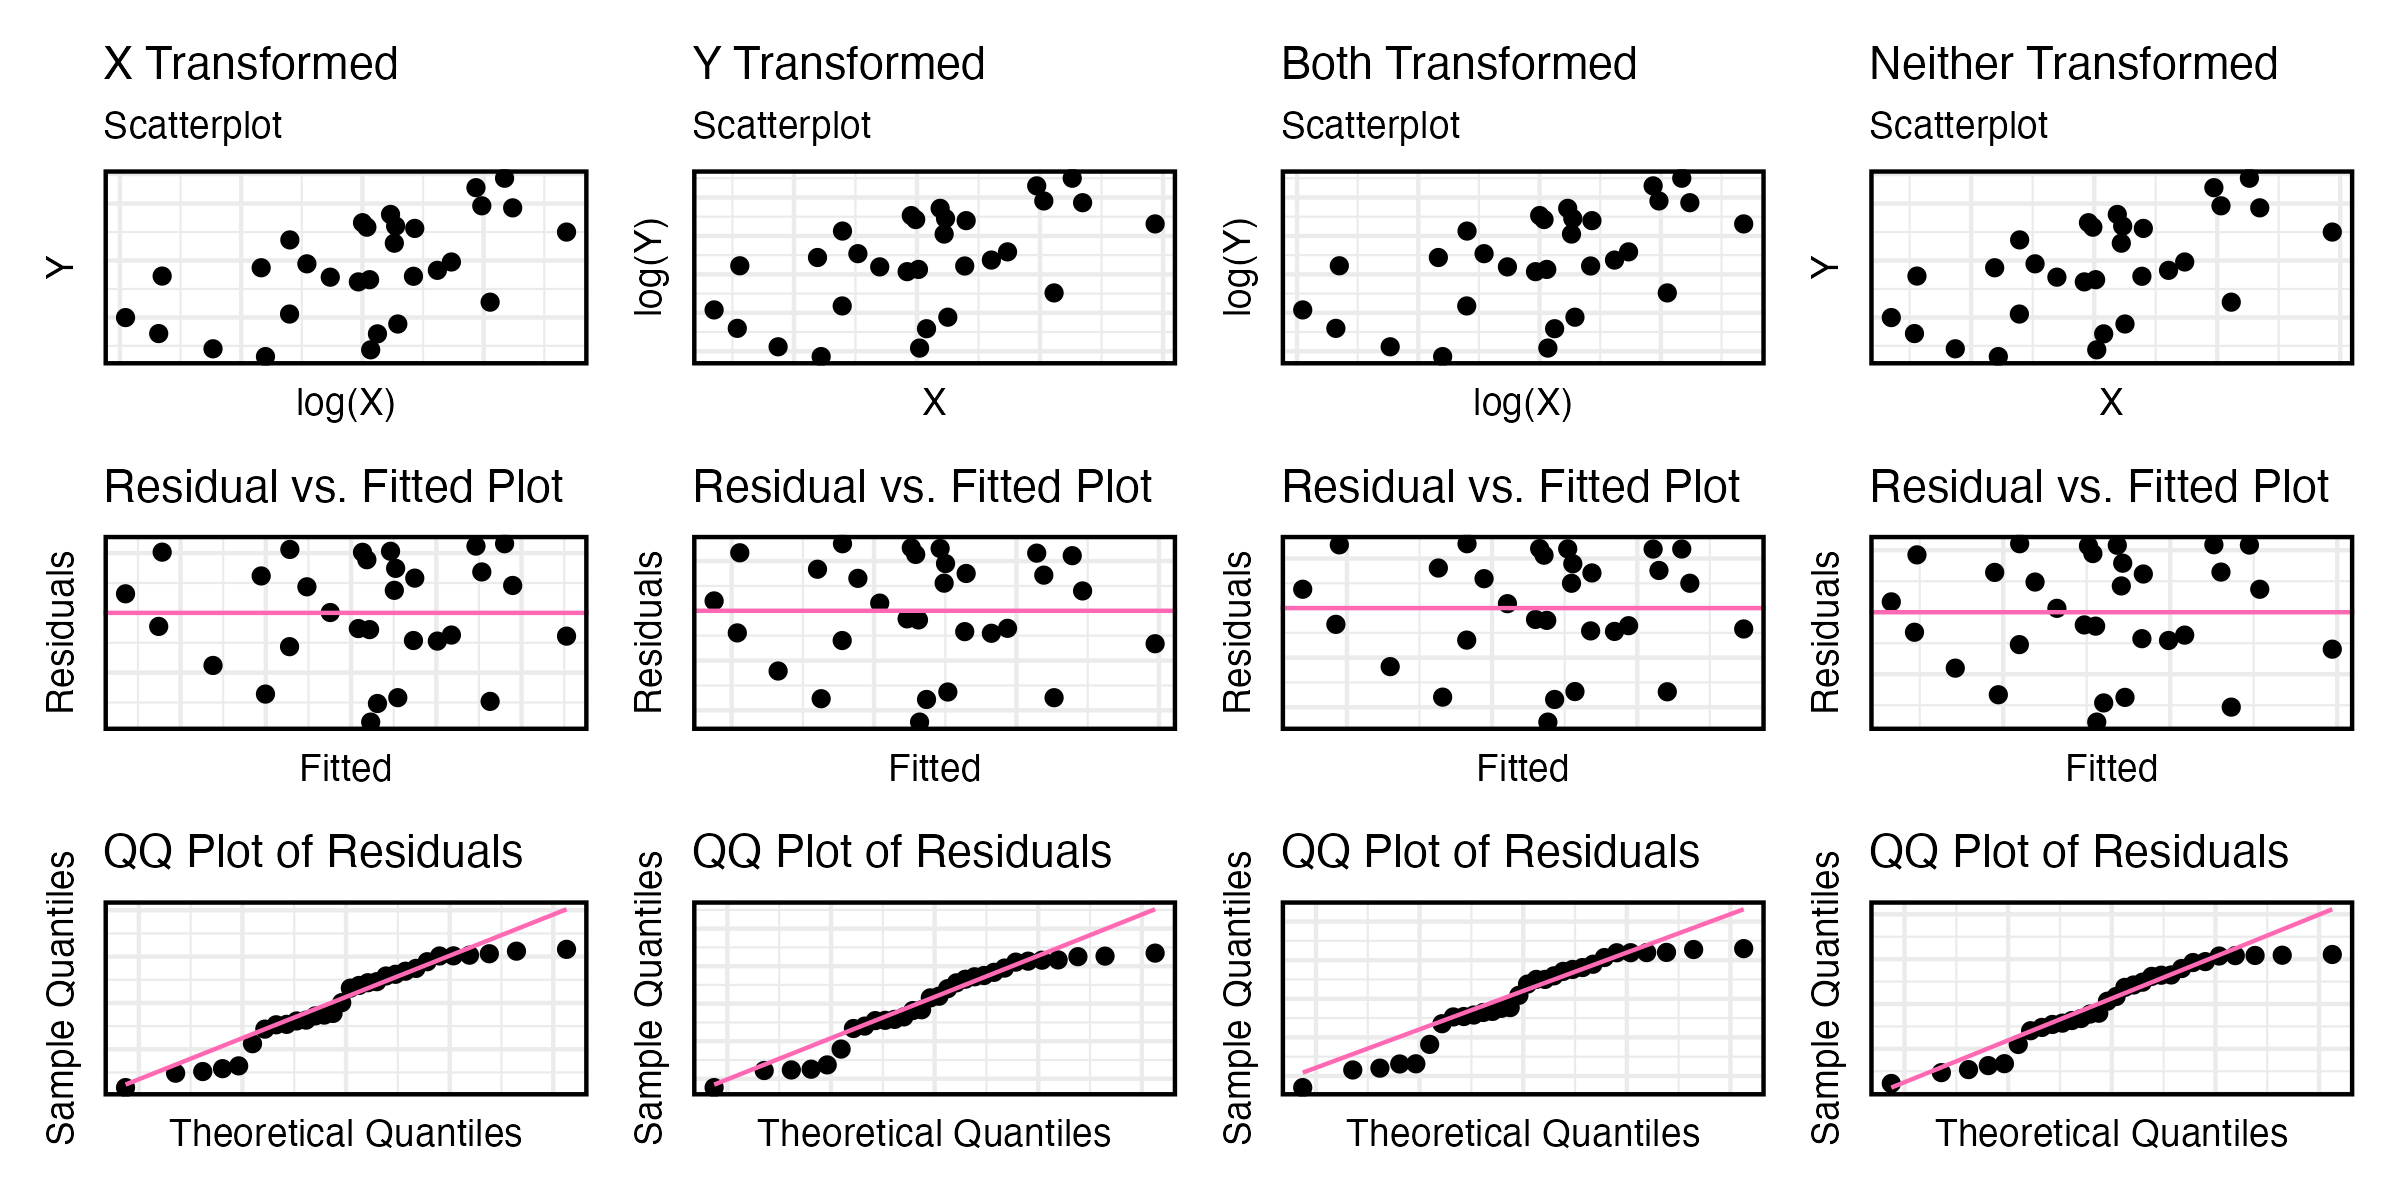 X Transformed
Y Transformed
Both Transformed
Neither Transformed
Scatterplot
Scatterplot
Scatterplot
Scatterplot
Y
log(Y)
log(Y)
Y
log(X)
X
log(X)
X
Residual vs. Fitted Plot
Residual vs. Fitted Plot
Residual vs. Fitted Plot
Residual vs. Fitted Plot
Residuals
Residuals
Residuals
Residuals
Fitted
Fitted
Fitted
Fitted
QQ Plot of Residuals
QQ Plot of Residuals
QQ Plot of Residuals
QQ Plot of Residuals
Sample Quantiles
Sample Quantiles
Sample Quantiles
Sample Quantiles
Theoretical Quantiles
Theoretical Quantiles
Theoretical Quantiles
Theoretical Quantiles